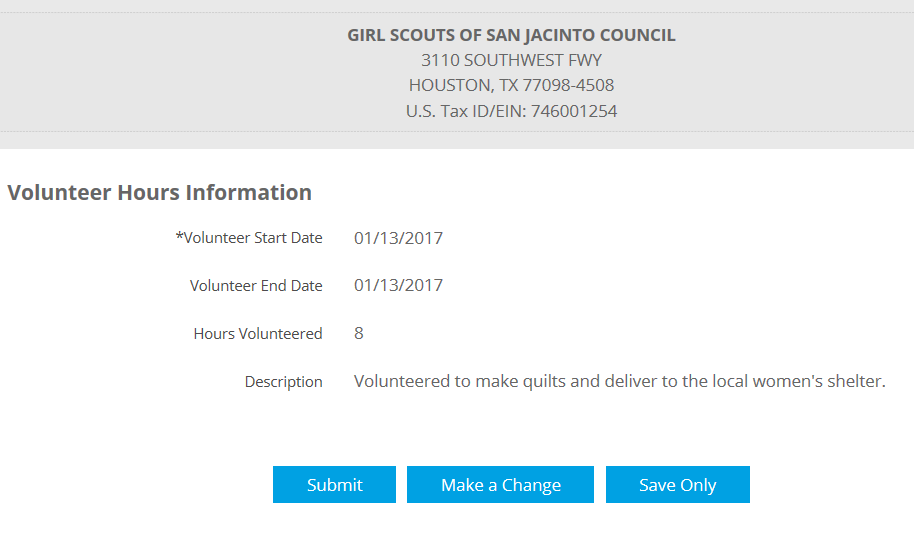 GIRL SCOUTS OF SAN JACINTO COUNCIL
3110 SOUTHWEST FWY
HOUSTON, TX 77098-4508
U.S. Tax ID/EIN: 746001254
Volunteer Hours Information
*Volunteer Start Date 01/13/2017
Volunteer End Date 01/13/2017
Hours Volunteered 8
Description Volunteered to make quilts and deliver to the local women's shelter.
Submit Make a Change Save Only